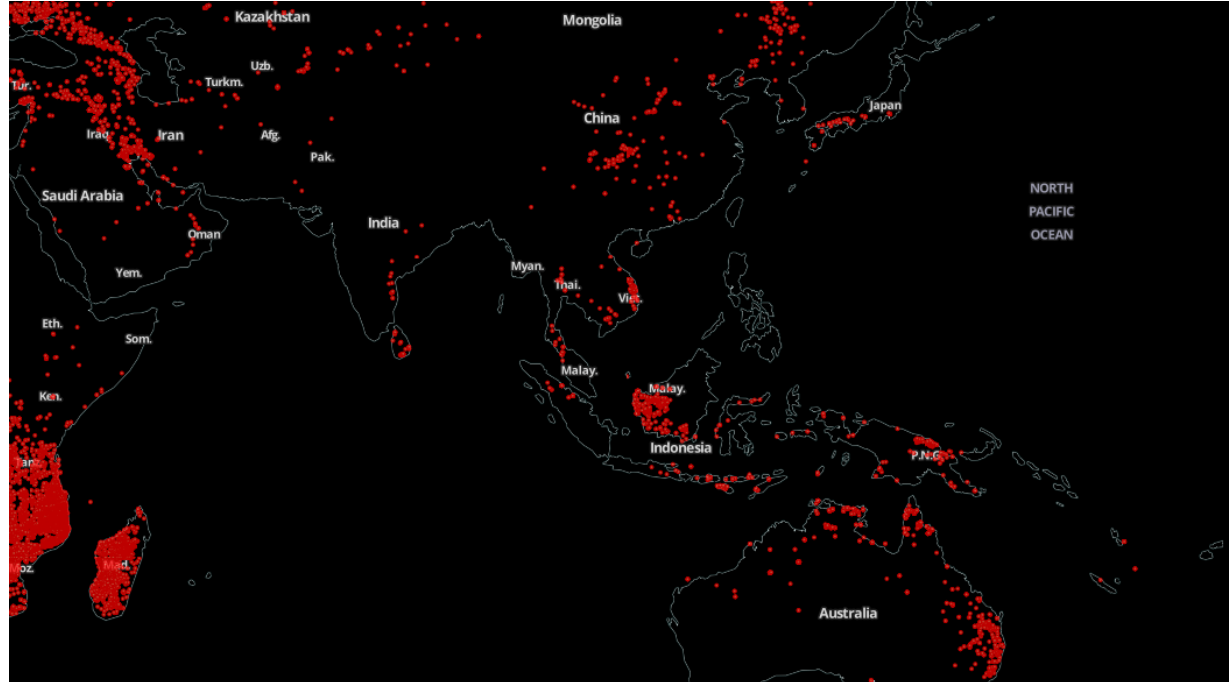 Kazakhstan
Mongolia
Uzb.
Turkm.
Tur.
Japan
China
Iraq
Iran
Afg.
Pak.
Saudi Arabia
NORTH
PACIFIC
OCEAN
India
Oman
Myan.
Yem.
Thai.
Viet.
Eth.
Som.
Malay.
Malay.
Ken.
Indonesia
P.N.G.
Tanz.
Moz.
Mad.
Australia